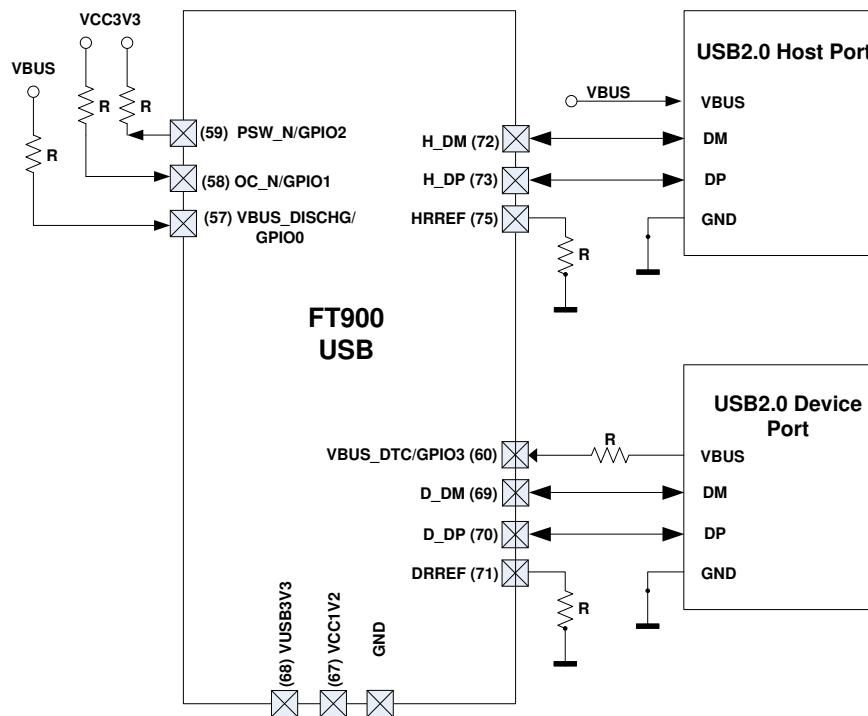 VCC3V3
VBUS
R
R
R
(59) PSW_N/GPIO2
(58) OC_N/GPIO1
(57) VBUS_DISCHG/
GPIO0
FT900
USB
H_DM (72)
H_DP (73)
HRREF (75)
R
VBUS
USB2.0 Host Port
VBUS
DM
DP
GND
VBUS_DTC/GPIO3 (60)
D_DM (69)
D_DP (70)
DRREF (71)
R
R
USB2.0 Device
Port
VBUS
DM
DP
GND
(68) VUSB3V3
(67) VCC1V2
GND